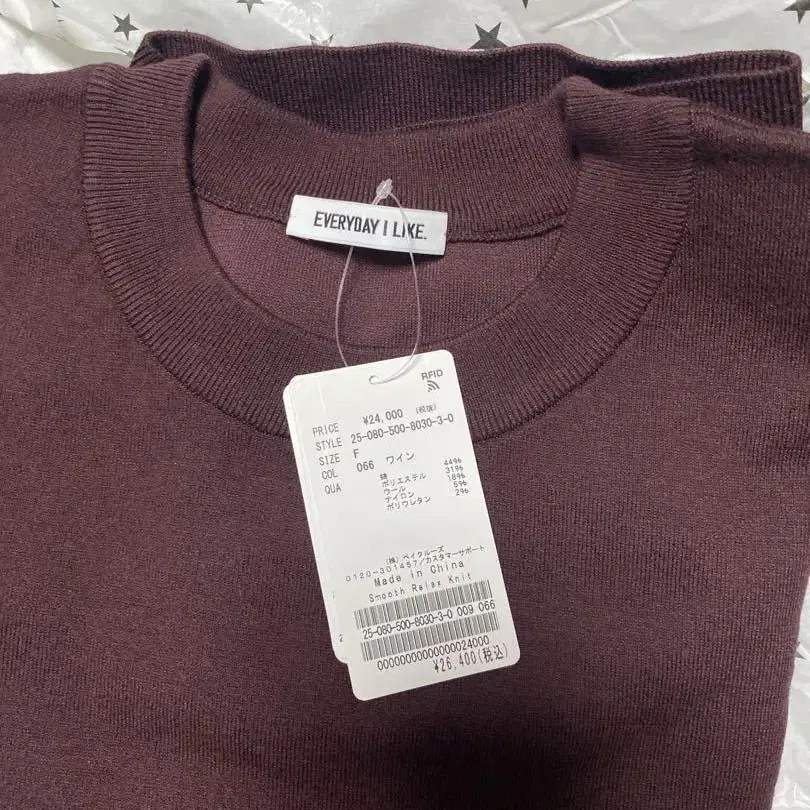 EVERYDAY I LIKE.
RFID
PRICE ¥24,000 (税抜)
STYLE 25-080-500-8030-3-0
SIZE F
COL 066 ワイン
QUA 綿 44%
ポリエステル 31%
ウール 18%
ナイロン 5%
ポリウレタン 2%
(株)ベイクルーズ
0120-301457/カスタマーサポート
Made in China
Smooth Relax Knit
25-080-500-8030-3-0 009 066
0000000000000024000
¥26,400(税込)